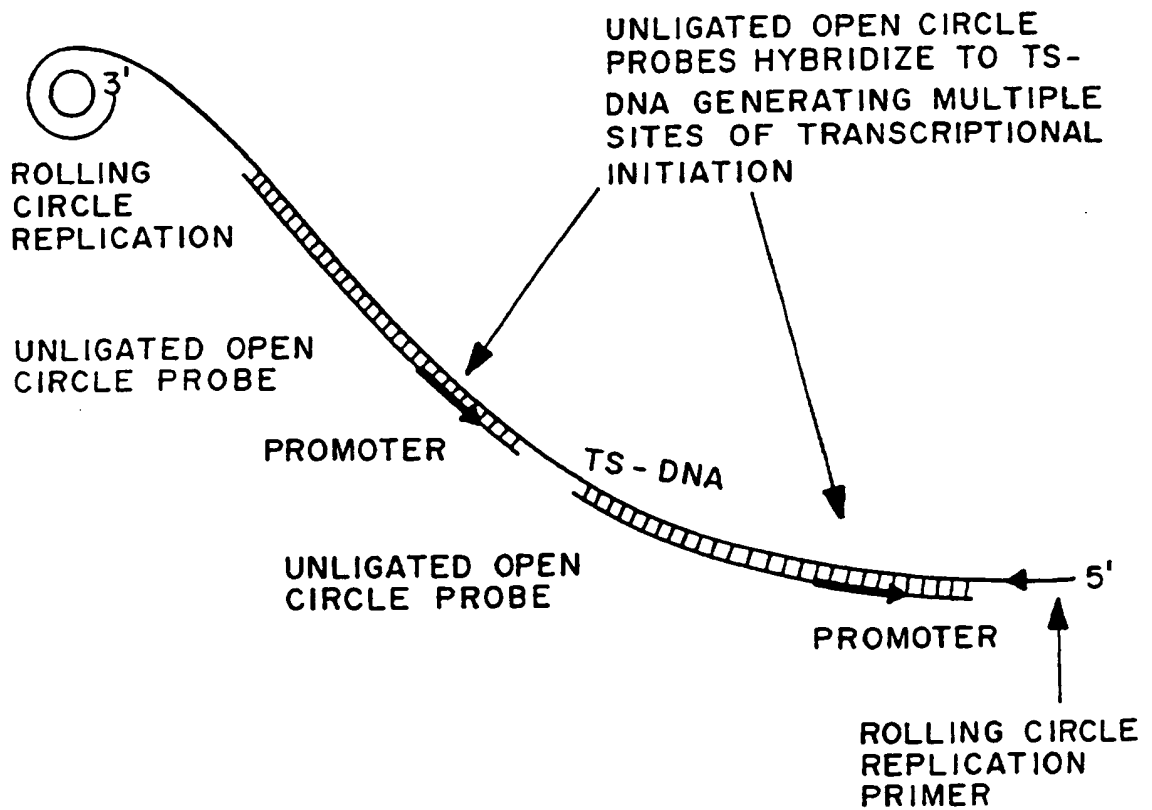 UNLIGATED OPEN CIRCLE
PROBES HYBRIDIZE TO TS-
DNA GENERATING MULTIPLE
SITES OF TRANSCRIPTIONAL
INITIATION
3'
ROLLING
CIRCLE
REPLICATION
UNLIGATED OPEN
CIRCLE PROBE
PROMOTER
TS-DNA
UNLIGATED OPEN
CIRCLE PROBE
5'
PROMOTER
ROLLING CIRCLE
REPLICATION
PRIMER